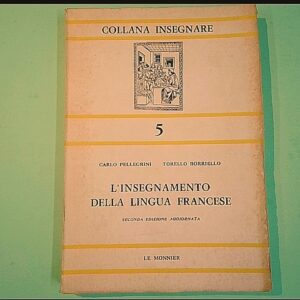 COLLANA INSEGNARE
5
CARLO PELLEGRINI TORELLO BORRIELLO
L'INSEGNAMENTO
DELLA LINGUA FRANCESE
SECONDA EDIZIONE AGGIORNATA
LE MONNIER